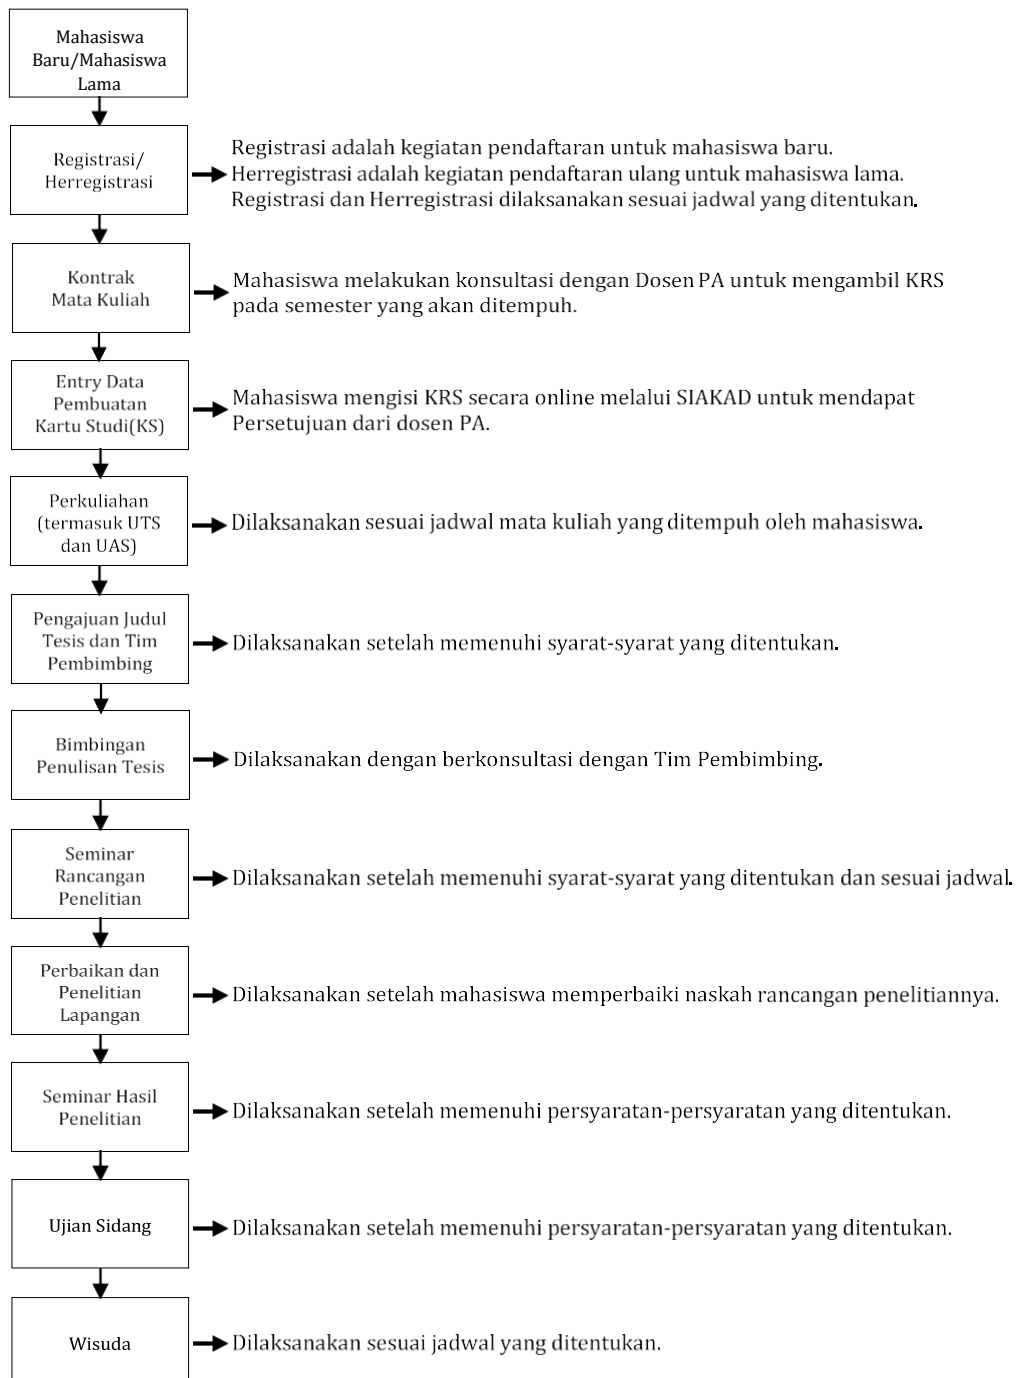 Mahasiswa
Baru/Mahasiswa
Lama
Registrasi/
Herregistrasi
Registrasi adalah kegiatan pendaftaran untuk mahasiswa baru.
Herregistrasi adalah kegiatan pendaftaran ulang untuk mahasiswa lama.
Registrasi dan Herregistrasi dilaksanakan sesuai jadwal yang ditentukan.
Kontrak
Mata Kuliah
Mahasiswa melakukan konsultasi dengan Dosen PA untuk mengambil KRS
pada semester yang akan ditempuh.
Entry Data
Pembuatan
Kartu Studi(KS)
Mahasiswa mengisi KRS secara online melalui SIAKAD untuk mendapat
Persetujuan dari dosen PA.
Perkuliahan
(termasuk UTS
dan UAS)
Dilaksanakan sesuai jadwal mata kuliah yang ditempuh oleh mahasiswa.
Pengajuan Judul
Tesis dan Tim
Pembimbing
Dilaksanakan setelah memenuhi syarat-syarat yang ditentukan.
Bimbingan
Penulisan Tesis
Dilaksanakan dengan berkonsultasi dengan Tim Pembimbing.
Seminar
Rancangan
Penelitian
Dilaksanakan setelah memenuhi syarat-syarat yang ditentukan dan sesuai jadwal.
Perbaikan dan
Penelitian
Lapangan
Dilaksanakan setelah mahasiswa memperbaiki naskah rancangan penelitiannya.
Seminar Hasil
Penelitian
Dilaksanakan setelah memenuhi persyaratan-persyaratan yang ditentukan.
Ujian Sidang
Dilaksanakan setelah memenuhi persyaratan-persyaratan yang ditentukan.
Wisuda
Dilaksanakan sesuai jadwal yang ditentukan.